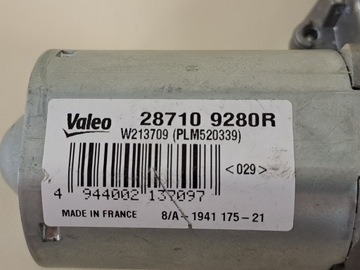 Valeo 28710 9280R
W213709 (PLM520339)
<029>
4 944002 137097
MADE IN FRANCE 8/A-1941 175-21